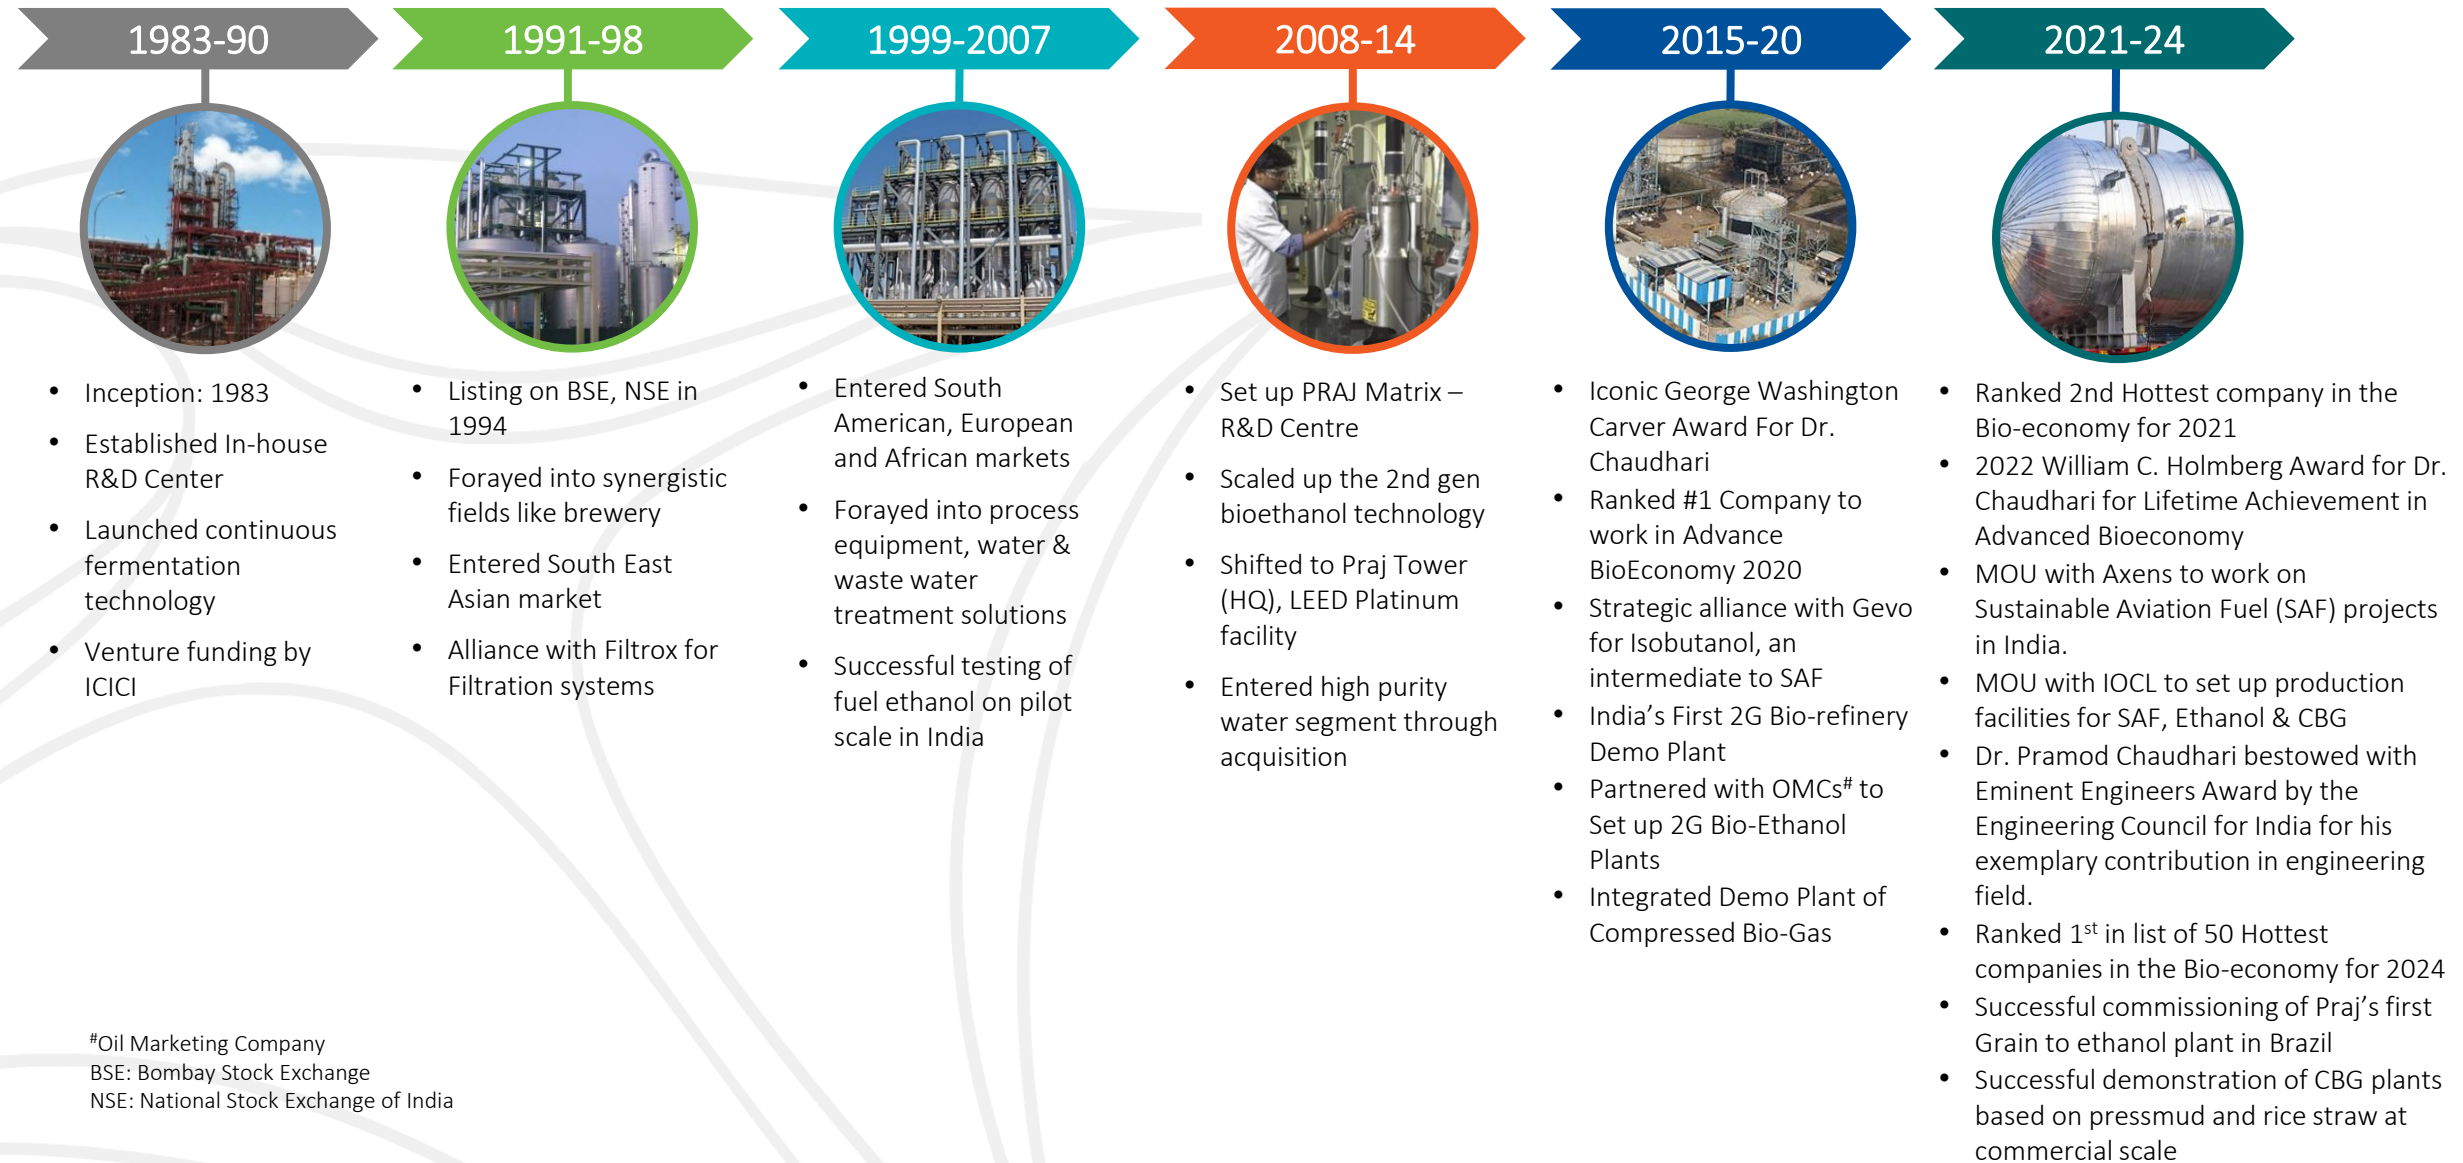 1983-90
• Inception: 1983
• Established In-house
R&D Center
• Launched continuous
fermentation
technology
• Venture funding by
ICICI
1991-98
• Listing on BSE, NSE in
1994
• Forayed into synergistic
fields like brewery
• Entered South East
Asian market
• Alliance with Filtrox for
Filtration systems
1999-2007
• Entered South
American, European
and African markets
• Forayed into process
equipment, water &
waste water
treatment solutions
• Successful testing of
fuel ethanol on pilot
scale in India
2008-14
• Set up PRAJ Matrix –
R&D Centre
• Scaled up the 2nd gen
bioethanol technology
• Shifted to Praj Tower
(HQ), LEED Platinum
facility
• Entered high purity
water segment through
acquisition
2015-20
• Iconic George Washington
Carver Award For Dr.
Chaudhari
• Ranked #1 Company to
work in Advance
BioEconomy 2020
• Strategic alliance with Gevo
for Isobutanol, an
intermediate to SAF
• India’s First 2G Bio-refinery
Demo Plant
• Partnered with OMCs# to
Set up 2G Bio-Ethanol
Plants
• Integrated Demo Plant of
Compressed Bio-Gas
2021-24
• Ranked 2nd Hottest company in the
Bio-economy for 2021
• 2022 William C. Holmberg Award for Dr.
Chaudhari for Lifetime Achievement in
Advanced Bioeconomy
• MOU with Axens to work on
Sustainable Aviation Fuel (SAF) projects
in India.
• MOU with IOCL to set up production
facilities for SAF, Ethanol & CBG
• Dr. Pramod Chaudhari bestowed with
Eminent Engineers Award by the
Engineering Council for India for his
exemplary contribution in engineering
field.
• Ranked 1st in list of 50 Hottest
companies in the Bio-economy for 2024
• Successful commissioning of Praj’s first
Grain to ethanol plant in Brazil
• Successful demonstration of CBG plants
based on pressmud and rice straw at
commercial scale
#Oil Marketing Company
BSE: Bombay Stock Exchange
NSE: National Stock Exchange of India